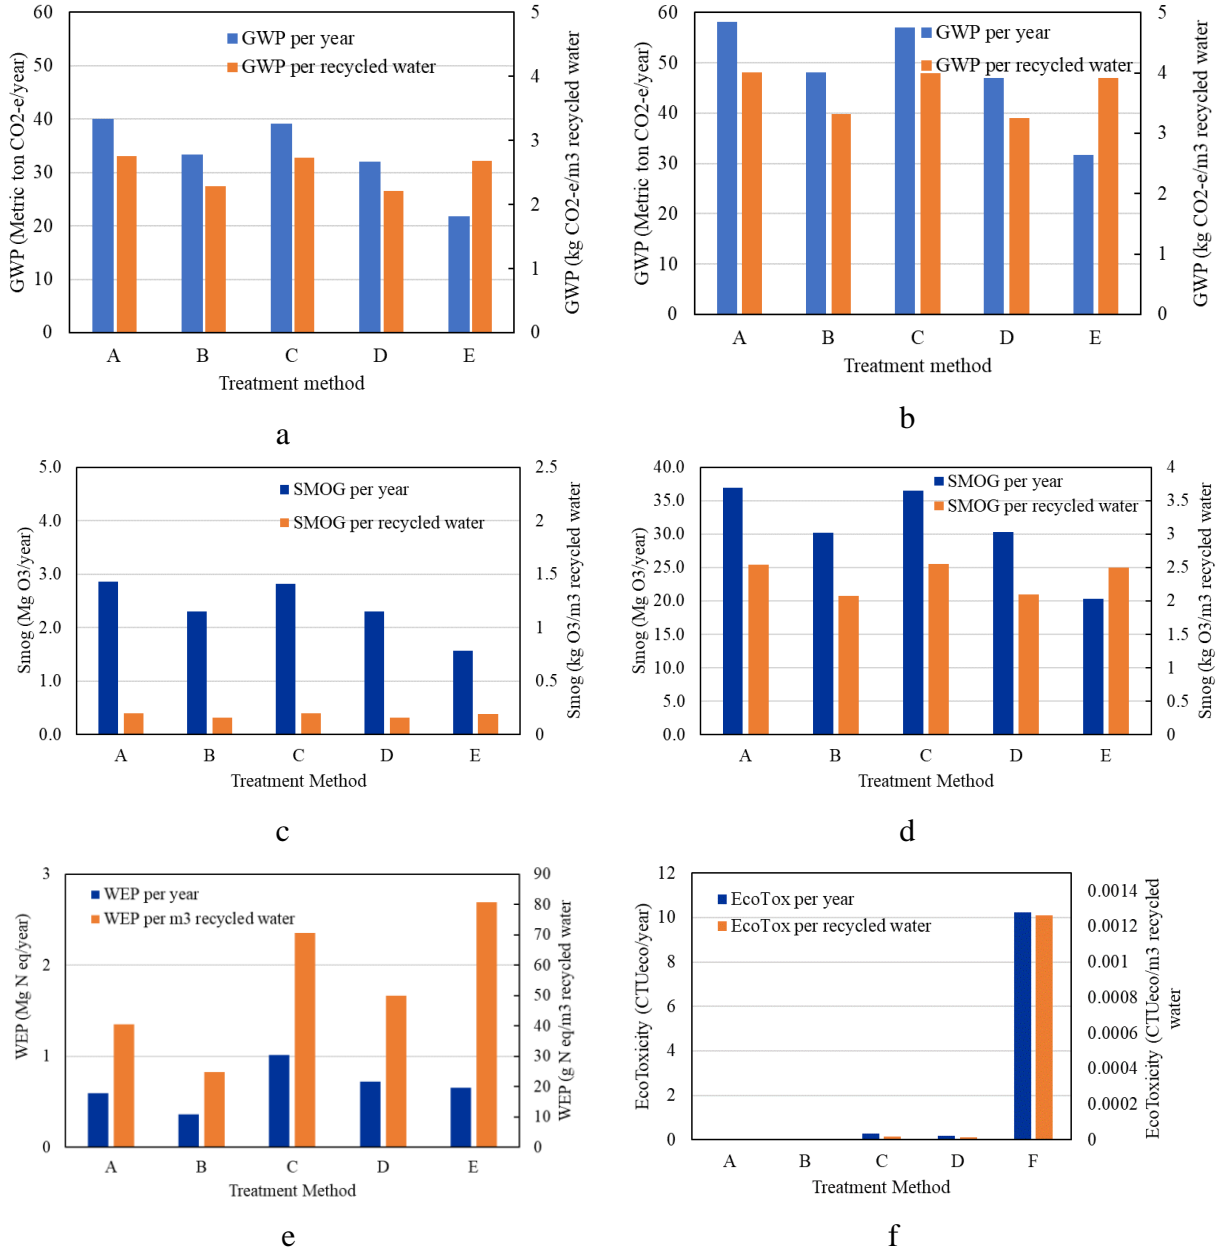 GWP (Metric ton CO2-e/year)
60
50
40
30
20
10
0
GWP per year
GWP per recycled water
5
4
3
2
1
0
GWP (kg CO2-e/m3 recycled water
A B C D E
Treatment method
a
GWP (Metric ton CO2-e/year)
60
50
40
30
20
10
0
GWP per year
GWP per recycled water
5
4
3
2
1
0
GWP (kg CO2-e/m3 recycled water
A B C D E
Treatment method
b
Smog (Mg O3/year)
5.0
4.0
3.0
2.0
1.0
0.0
SMOG per year
SMOG per recycled water
2.5
2
1.5
1
0.5
0
Smog (kg O3/m3 recycled water
A B C D E
Treatment Method
c
Smog (Mg O3/year)
40.0
35.0
30.0
25.0
20.0
15.0
10.0
5.0
0.0
SMOG per year
SMOG per recycled water
4
3.5
3
2.5
2
1.5
1
0.5
0
Smog (kg O3/m3 recycled water
A B C D E
Treatment Method
d
WEP (Mg N eq/year)
3
2
1
0
WEP per year
WEP per m3 recycled water
90
80
70
60
50
40
30
20
10
0
WEP (g N eq/m3 recycled water
A B C D E
Treatment Method
e
EcoToxicity (CTUeco/year)
12
10
8
6
4
2
0
EcoTox per year
EcoTox per recycled water
0.0014
0.0012
0.001
0.0008
0.0006
0.0004
0.0002
0
EcoToxicity (CTUeco/m3 recycled
water
A B C D F
Treatment Method
f